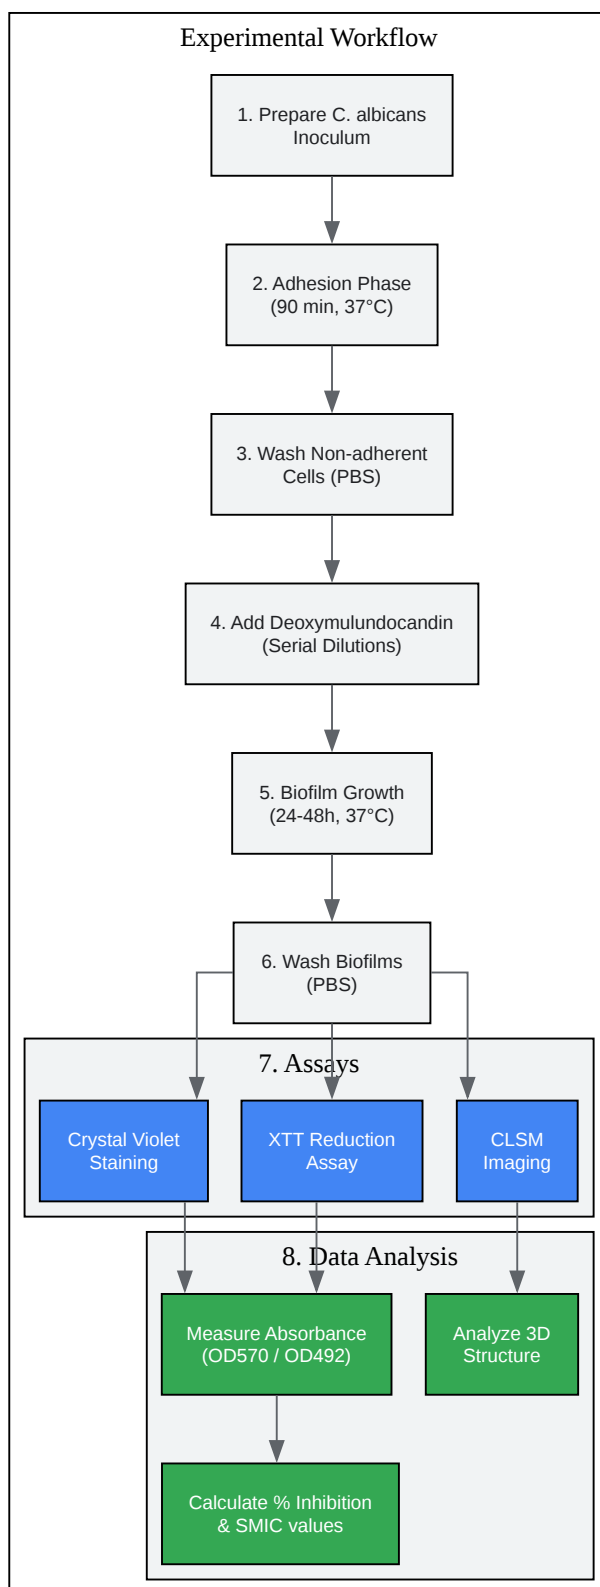 Experimental Workflow
1. Prepare C. albicans
Inoculum
2. Adhesion Phase
(90 min, 37°C)
3. Wash Non-adherent
Cells (PBS)
4. Add Deoxymulundocandin
(Serial Dilutions)
5. Biofilm Growth
(24-48h, 37°C)
6. Wash Biofilms
(PBS)
7. Assays
Crystal Violet
Staining
XTT Reduction
Assay
CLSM
Imaging
8. Data Analysis
Measure Absorbance
(OD570 / OD492)
Analyze 3D
Structure
Calculate % Inhibition
& SMIC values